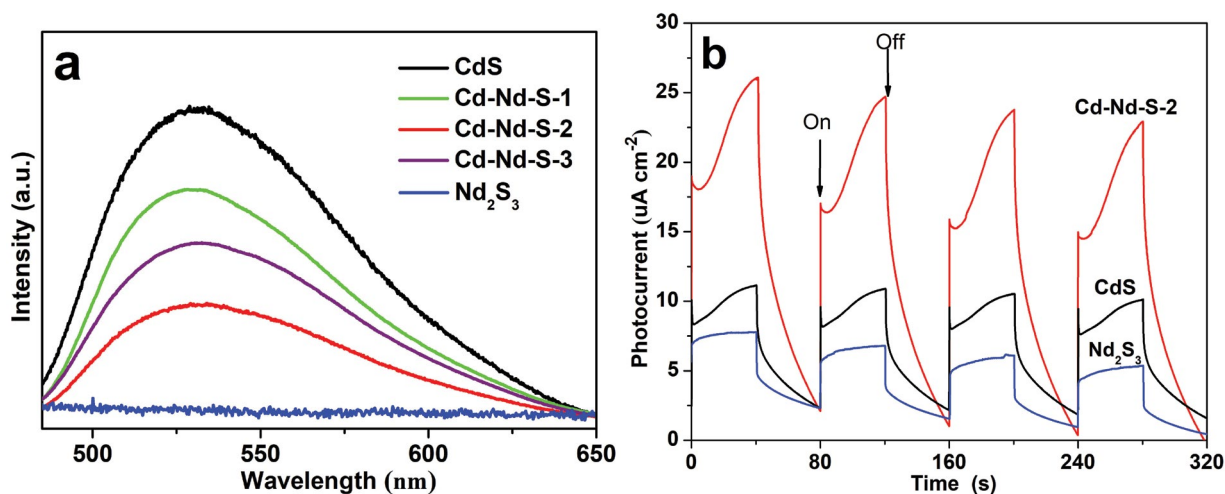 a
CdS
Cd-Nd-S-1
Cd-Nd-S-2
Cd-Nd-S-3
Nd₂S₃
Intensity (a.u.)
500 550 600 650
Wavelength (nm)
b
30
25
20
15
10
5
0
Photocurrent (uA cm⁻²)
Off
On
Cd-Nd-S-2
CdS
Nd₂S₃
0 80 160 240 320
Time (s)